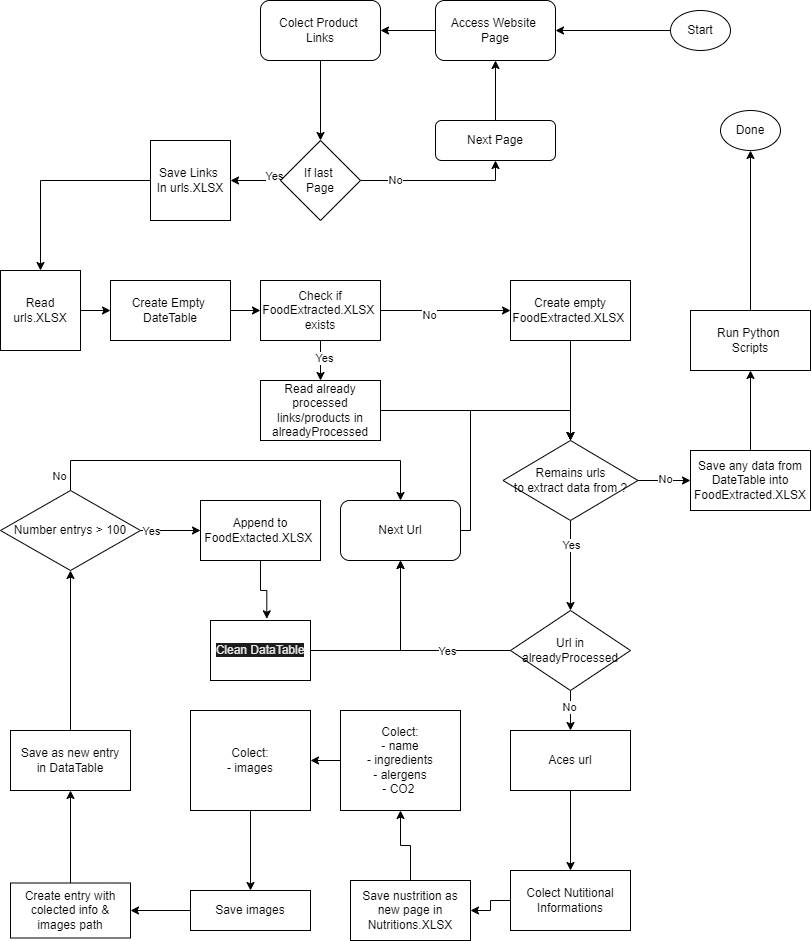 Colect Product
Links
Access Website
Page
Start
Next Page
Done
Save Links
In urls.XLSX
Yes
If last
Page
No
Read
urls.XLSX
Create Empty
DateTable
Check if
FoodExtracted.XLSX
exists
No
Create empty
FoodExtracted.XLSX
Run Python
Scripts
Yes
Read already
processed
links/products in
alreadyProcessed
Remains urls
to extract data from ?
No
Save any data from
DateTable into
FoodExtracted.XLSX
No
Number entrys > 100
Yes
Append to
FoodExtacted.XLSX
Next Url
Yes
Clean DataTable
Yes
Url in
alreadyProcessed
No
Save as new entry
in DataTable
Colect:
- images
Colect:
- name
- ingredients
- alergens
- CO2
Aces url
Create entry with
colected info &
images path
Save images
Save nustrition as
new page in
Nutritions.XLSX
Colect Nutitional
Informations